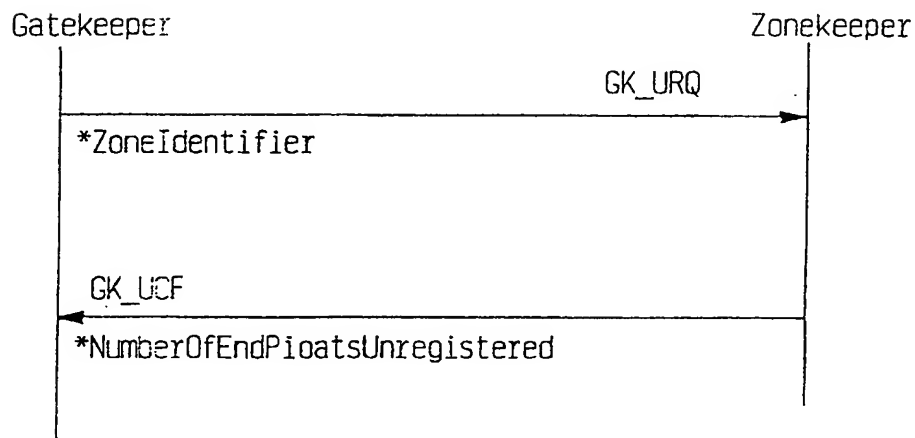 Gatekeeper
Zonekeeper
GK_URQ
*ZoneIdentifier
GK_UCF
*NumberOfEndPioatsUnregistered